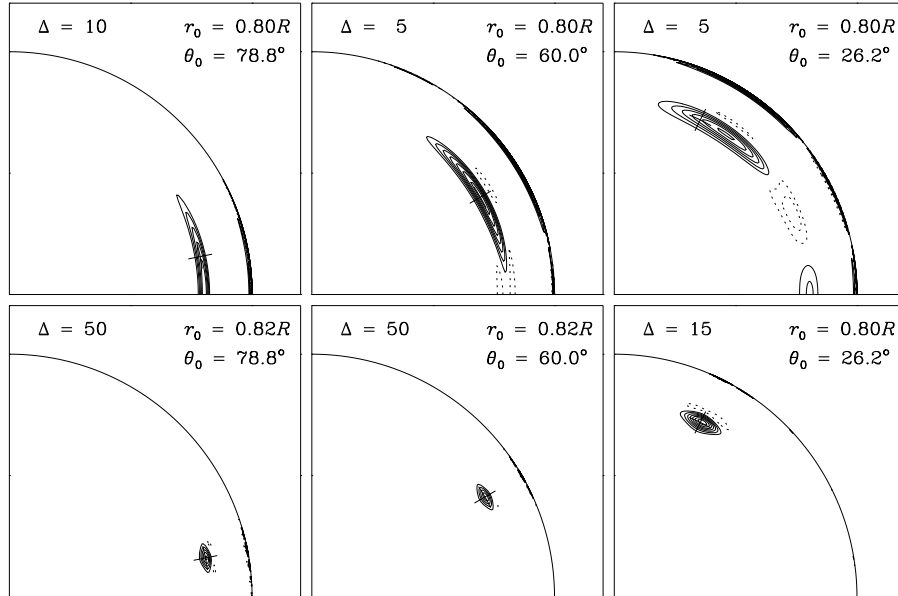 Δ = 10 r₀ = 0.80R
θ₀ = 78.8°
Δ = 5 r₀ = 0.80R
θ₀ = 60.0°
Δ = 5 r₀ = 0.80R
θ₀ = 26.2°
Δ = 50 r₀ = 0.82R
θ₀ = 78.8°
Δ = 50 r₀ = 0.82R
θ₀ = 60.0°
Δ = 15 r₀ = 0.80R
θ₀ = 26.2°